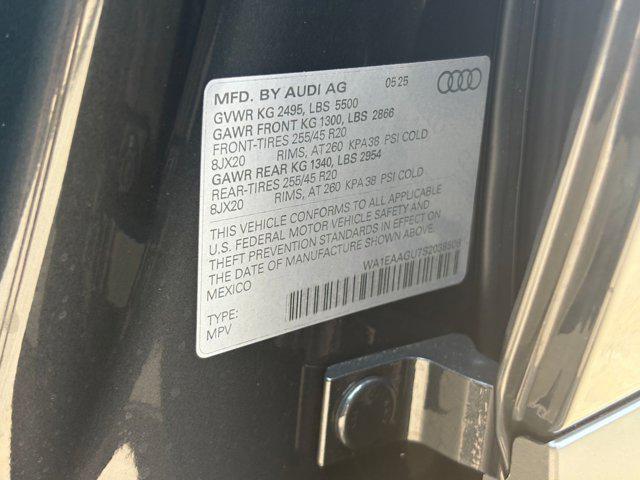 MFD. BY AUDI AG 05 25
GVWR KG 2495, LBS 5500
GAWR FRONT KG 1300, LBS 2866
FRONT-TIRES 255/45 R20
8JX20 RIMS, AT 260 KPA 38 PSI COLD
GAWR REAR KG 1340, LBS 2954
REAR-TIRES 255/45 R20
8JX20 RIMS, AT 260 KPA 38 PSI COLD
THIS VEHICLE CONFORMS TO ALL APPLICABLE
U.S. FEDERAL MOTOR VEHICLE SAFETY AND
THEFT PREVENTION STANDARDS IN EFFECT ON
THE DATE OF MANUFACTURE SHOWN ABOVE
MEXICO
TYPE:
MPV